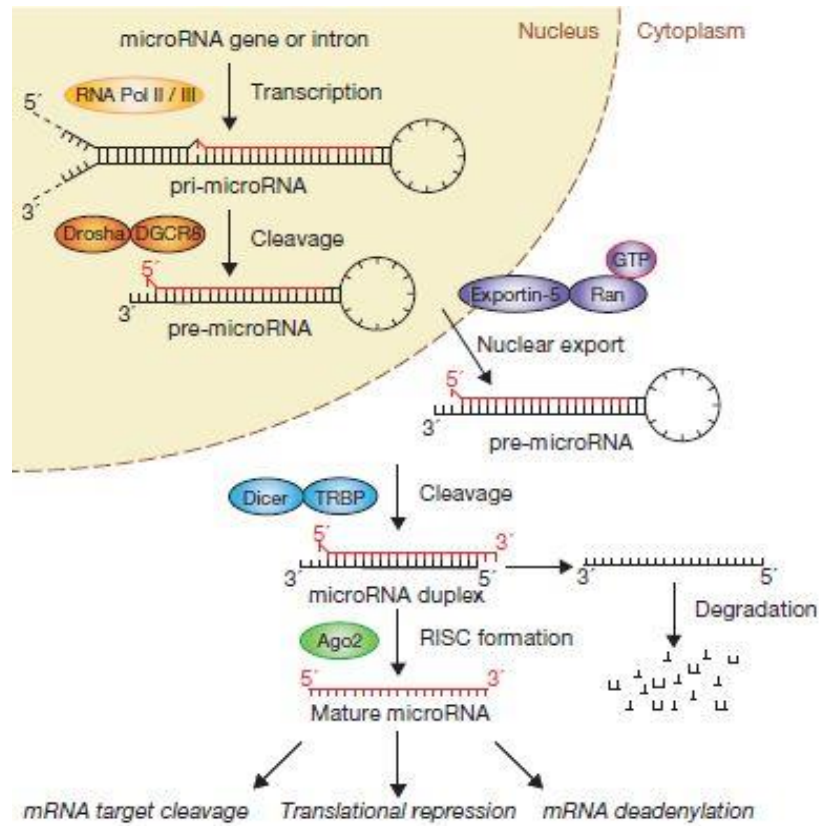 microRNA gene or intron
Nucleus
Cytoplasm
RNA Pol II / III
Transcription
5´
pri-microRNA
3´
Drosha
DGCR8
Cleavage
5´
3´
pre-microRNA
GTP
Exportin-5
Ran
Nuclear export
5´
3´
pre-microRNA
Dicer
TRBP
Cleavage
5´
3´
3´
5´
microRNA duplex
3´
5´
Degradation
Ago2
RISC formation
5´
3´
Mature microRNA
mRNA target cleavage
Translational repression
mRNA deadenylation